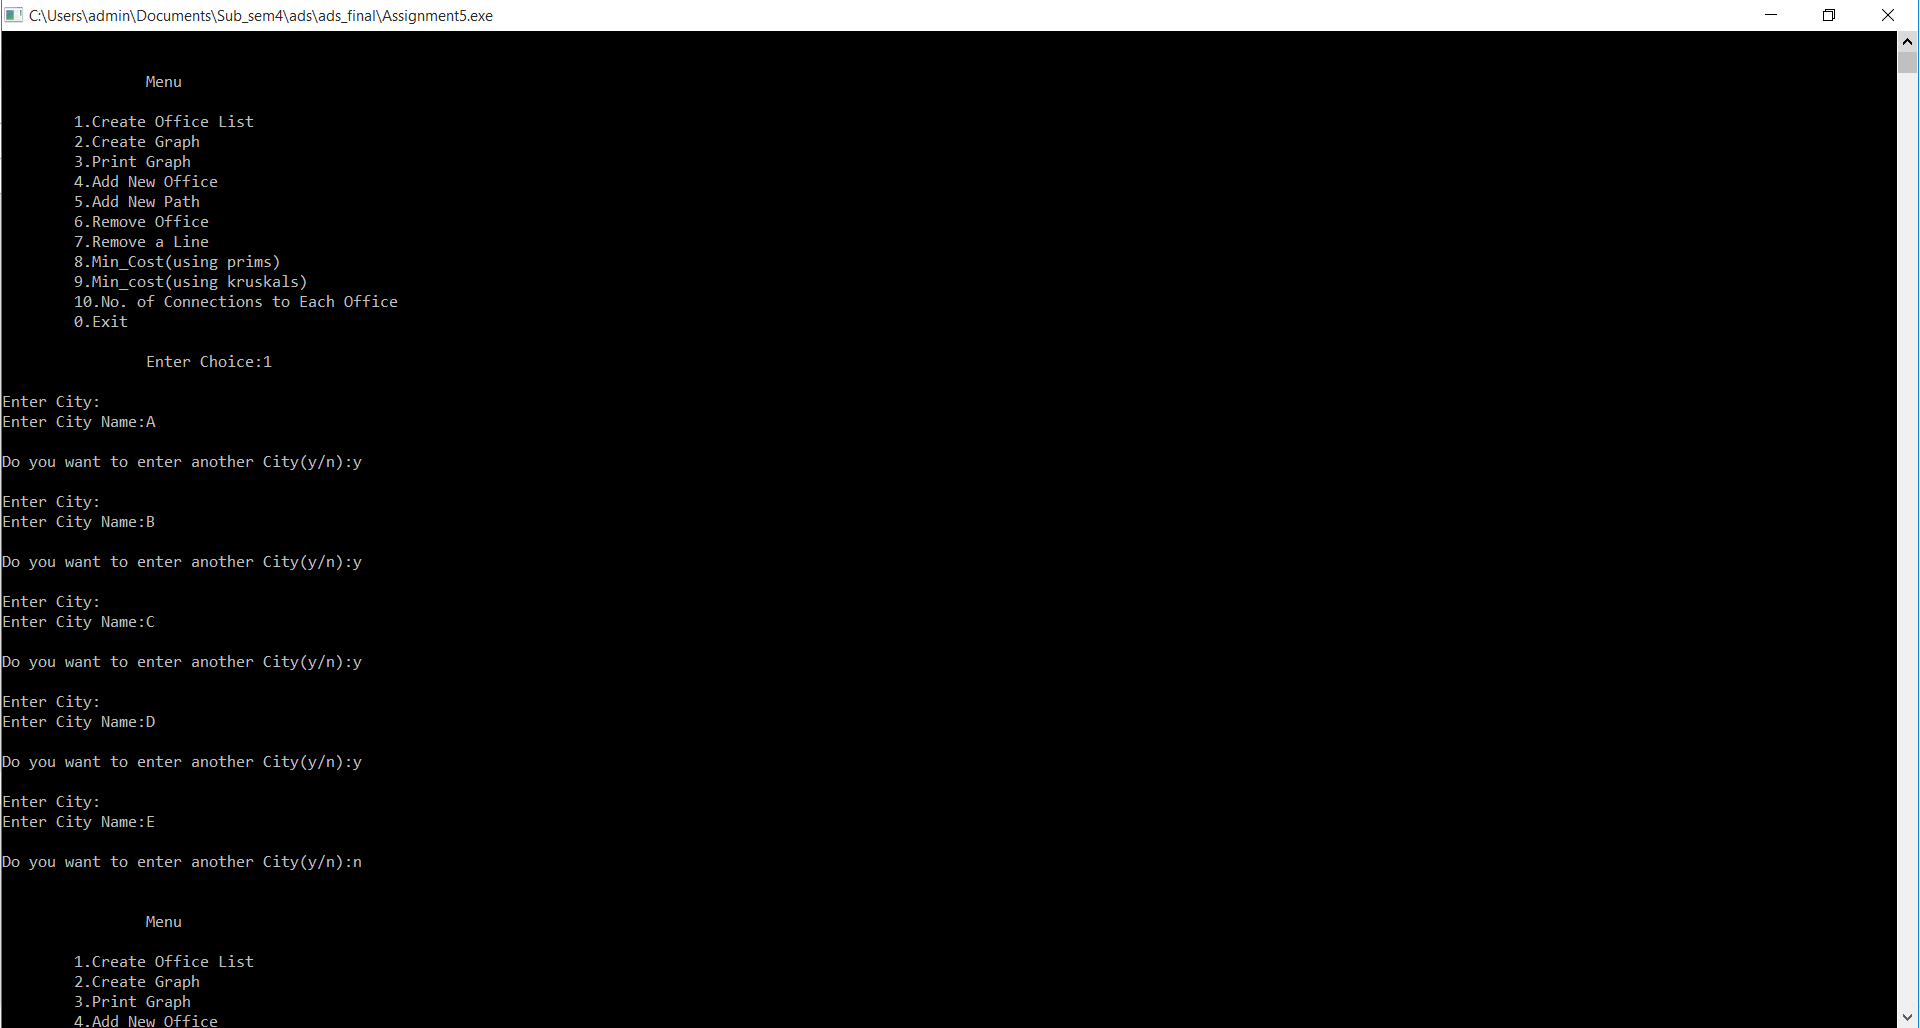 C:\Users\admin\Documents\Sub_sem4\ads\ads_final\Assignment5.exe
Menu
1.Create Office List
2.Create Graph
3.Print Graph
4.Add New Office
5.Add New Path
6.Remove Office
7.Remove a Line
8.Min_Cost(using prims)
9.Min_cost(using kruskals)
10.No. of Connections to Each Office
0.Exit
Enter Choice:1
Enter City:
Enter City Name:A
Do you want to enter another City(y/n):y
Enter City:
Enter City Name:B
Do you want to enter another City(y/n):y
Enter City:
Enter City Name:C
Do you want to enter another City(y/n):y
Enter City:
Enter City Name:D
Do you want to enter another City(y/n):y
Enter City:
Enter City Name:E
Do you want to enter another City(y/n):n
Menu
1.Create Office List
2.Create Graph
3.Print Graph
4.Add New Office